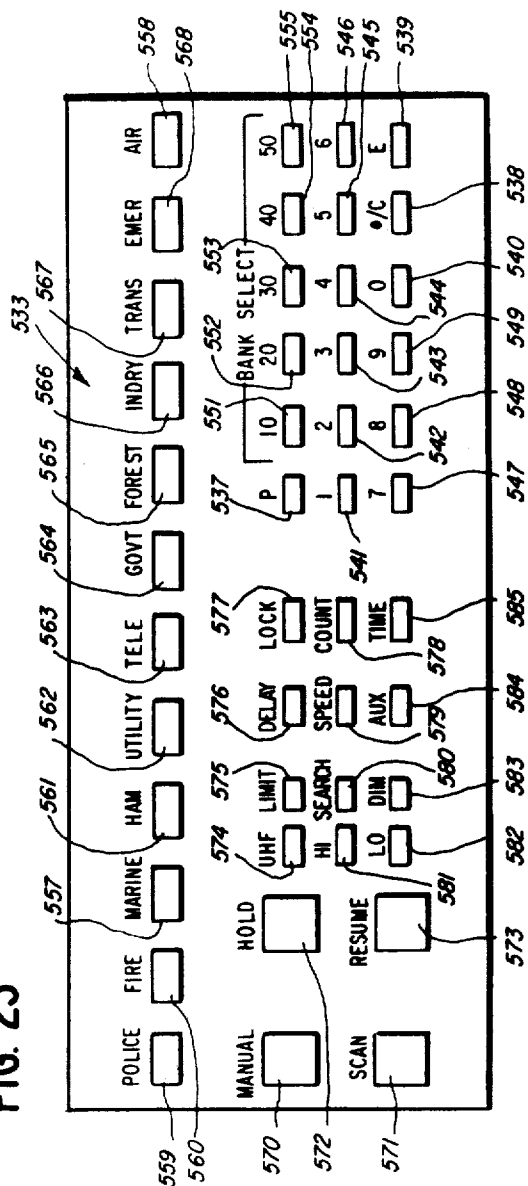 FIG.
557 561 562 563 564 565 566 533 567
POLICE FIRE MARINE HAM UTILITY TELE GOVT FOREST INDRY TRANS EMER AIR
558
568
559
560
574 575 576 577 537 551 552 553
BANK SELECT
MANUAL HOLD UHF LIMIT DELAY LOCK P 10 20 30 40 50
555
554
570
HI SEARCH SPEED COUNT 1 2 3 4 5 6
546
545
SCAN RESUME LO DIM AUX TIME 7 8 9 0 •/C E
539
581 580 579 578 541 542 543 544
571 572 573 582 583 584 585 547 548 549 540 538